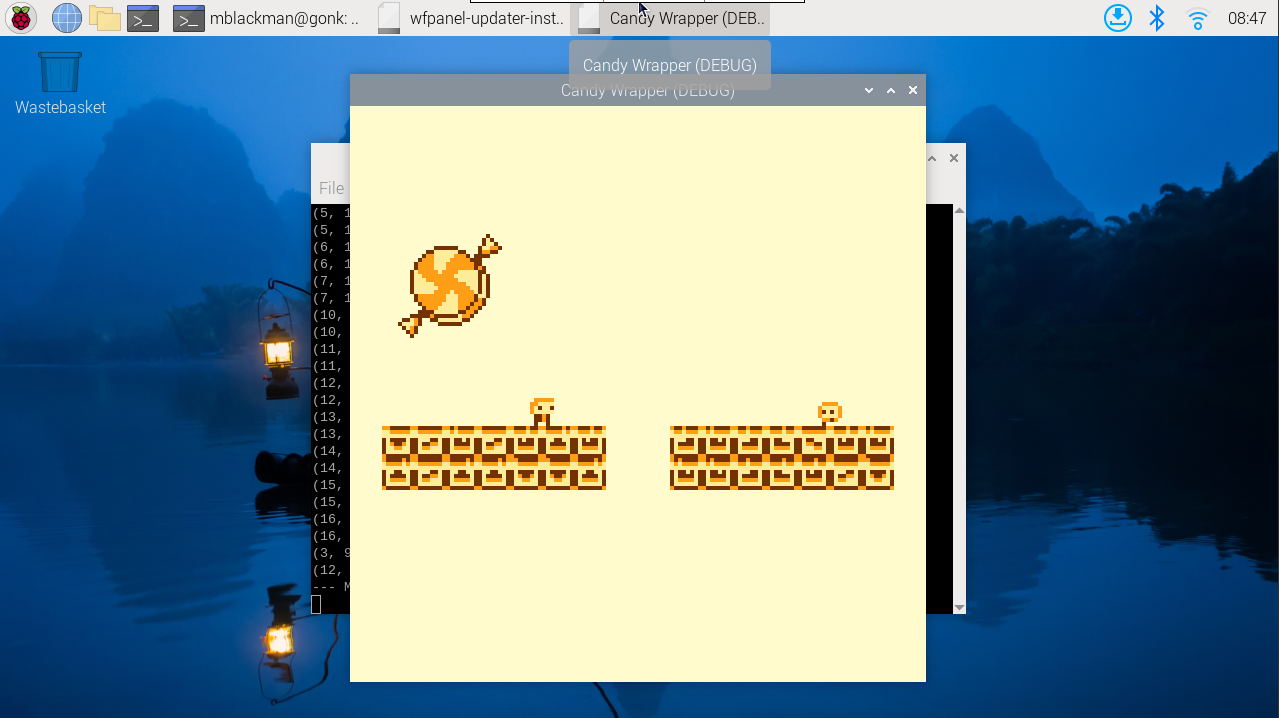 mblackman@gonk: ..
wfpanel-updater-inst..
Candy Wrapper (DEB..
08:47
Candy Wrapper (DEBUG)
Candy Wrapper (DEBUG)
Wastebasket
File
(5, 1
(5, 1
(6, 1
(6, 1
(7, 1
(7, 1
(10,
(10,
(11,
(11,
(12,
(12,
(13,
(13,
(14,
(14,
(15,
(15,
(16,
(16,
(3, 9
(12,
--- M